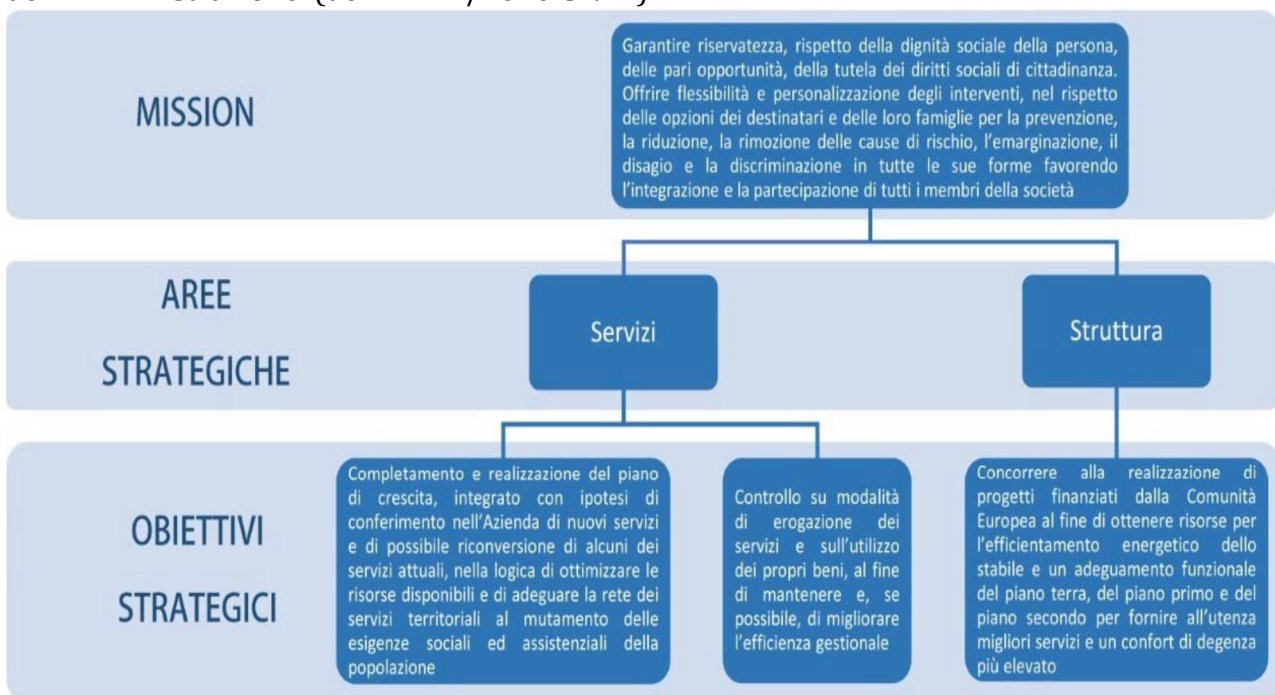 MISSION
Garantire riservatezza, rispetto della dignità sociale della persona,
delle pari opportunità, della tutela dei diritti sociali di cittadinanza.
Offrire flessibilità e personalizzazione degli interventi, nel rispetto
delle opzioni dei destinatari e delle loro famiglie per la prevenzione,
la riduzione, la rimozione delle cause di rischio, l'emarginazione, il
disagio e la discriminazione in tutte le sue forme favorendo
l'integrazione e la partecipazione di tutti i membri della società
AREE
STRATEGICHE
Servizi
Struttura
OBIETTIVI
STRATEGICI
Completamento e realizzazione del piano
di crescita, integrato con ipotesi di
conferimento nell'Azienda di nuovi servizi
e di possibile riconversione di alcuni dei
servizi attuali, nella logica di ottimizzare le
risorse disponibili e di adeguare la rete dei
servizi territoriali al mutamento delle
esigenze sociali ed assistenziali della
popolazione
Controllo su modalità
di erogazione dei
servizi e sull'utilizzo
dei propri beni, al fine
di mantenere e, se
possibile, di migliorare
l'efficienza gestionale
Concorrere alla realizzazione di
progetti finanziati dalla Comunità
Europea al fine di ottenere risorse per
l'efficientamento energetico dello
stabile e un adeguamento funzionale
del piano terra, del piano primo e del
piano secondo per fornire all'utenza
migliori servizi e un confort di degenza
più elevato